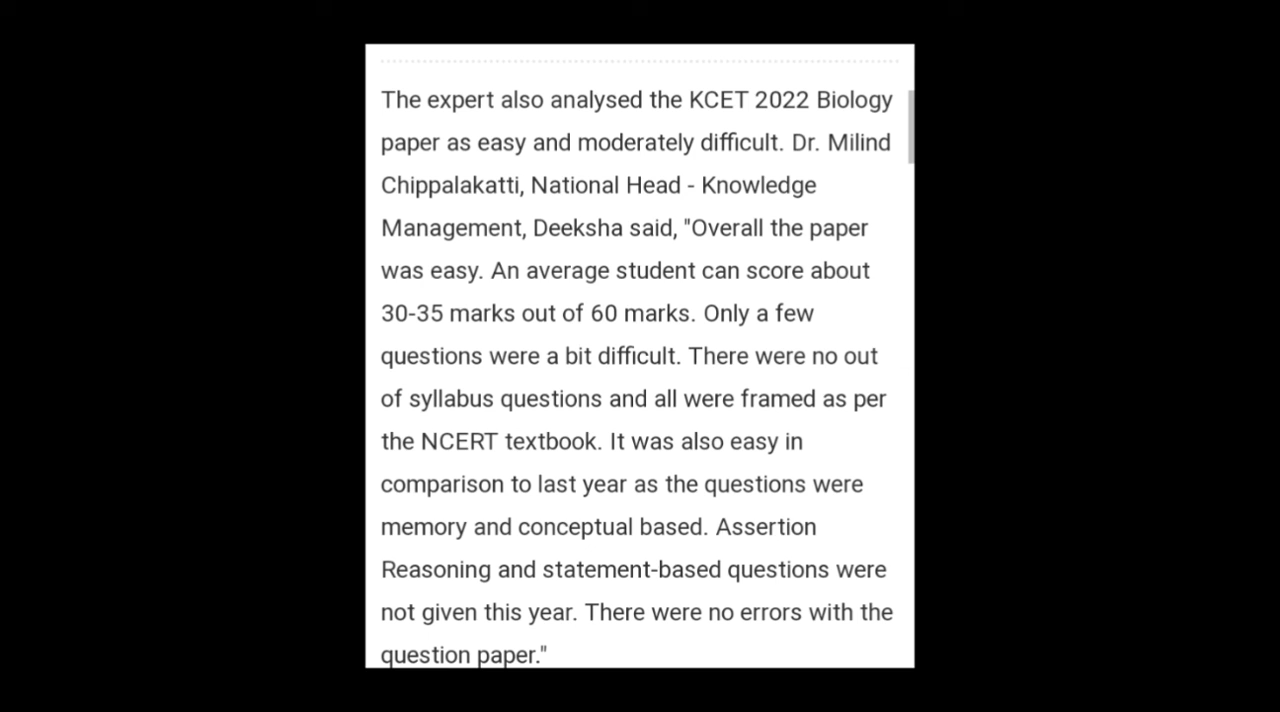 The expert also analysed the KCET 2022 Biology
paper as easy and moderately difficult. Dr. Milind
Chippalakatti, National Head - Knowledge
Management, Deeksha said, "Overall the paper
was easy. An average student can score about
30-35 marks out of 60 marks. Only a few
questions were a bit difficult. There were no out
of syllabus questions and all were framed as per
the NCERT textbook. It was also easy in
comparison to last year as the questions were
memory and conceptual based. Assertion
Reasoning and statement-based questions were
not given this year. There were no errors with the
question paper."